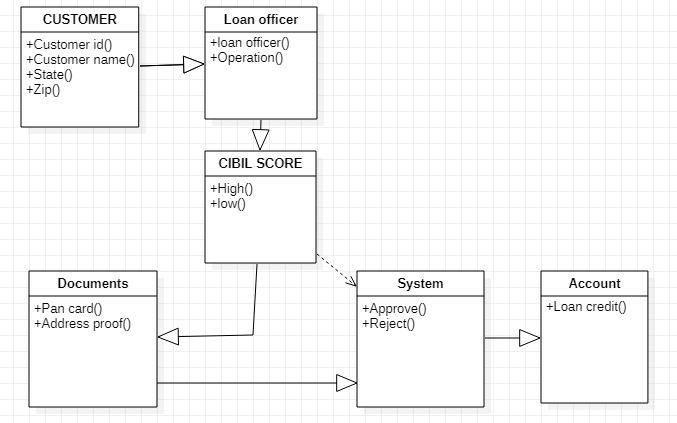 CUSTOMER
+Customer id()
+Customer name()
+State()
+Zip()
Loan officer
+loan officer()
+Operation()
CIBIL SCORE
+High()
+low()
Documents
+Pan card()
+Address proof()
System
+Approve()
+Reject()
Account
+Loan credit()